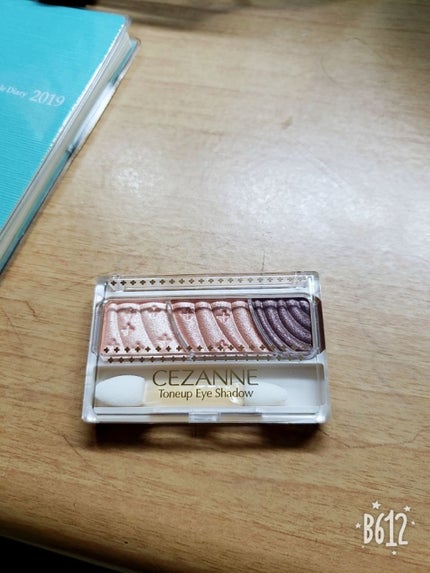 Diary 2019
CEZANNE
Toneup Eye Shadow
B612